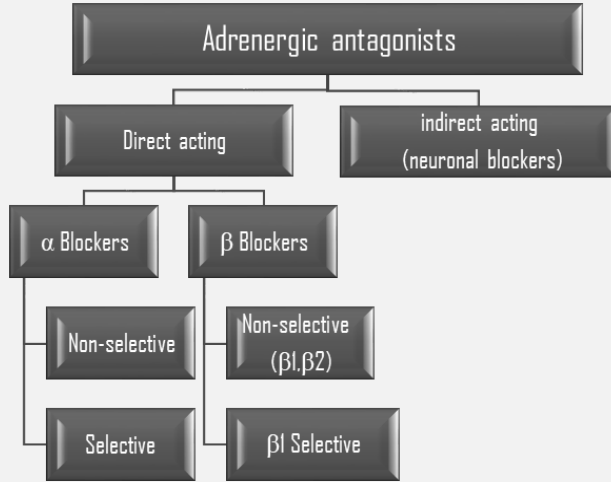 Adrenergic antagonists
Direct acting
indirect acting
(neuronal blockers)
α Blockers
β Blockers
Non-selective
Non-selective
(β1,β2)
Selective
β1 Selective